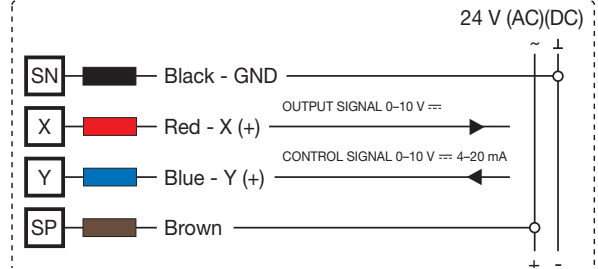 24 V (AC)(DC)
~ ⊥
SN Black - GND
OUTPUT SIGNAL 0–10 V ⎓
X Red - X (+)
CONTROL SIGNAL 0–10 V ⎓ 4–20 mA
Y Blue - Y (+)
SP Brown
+ -